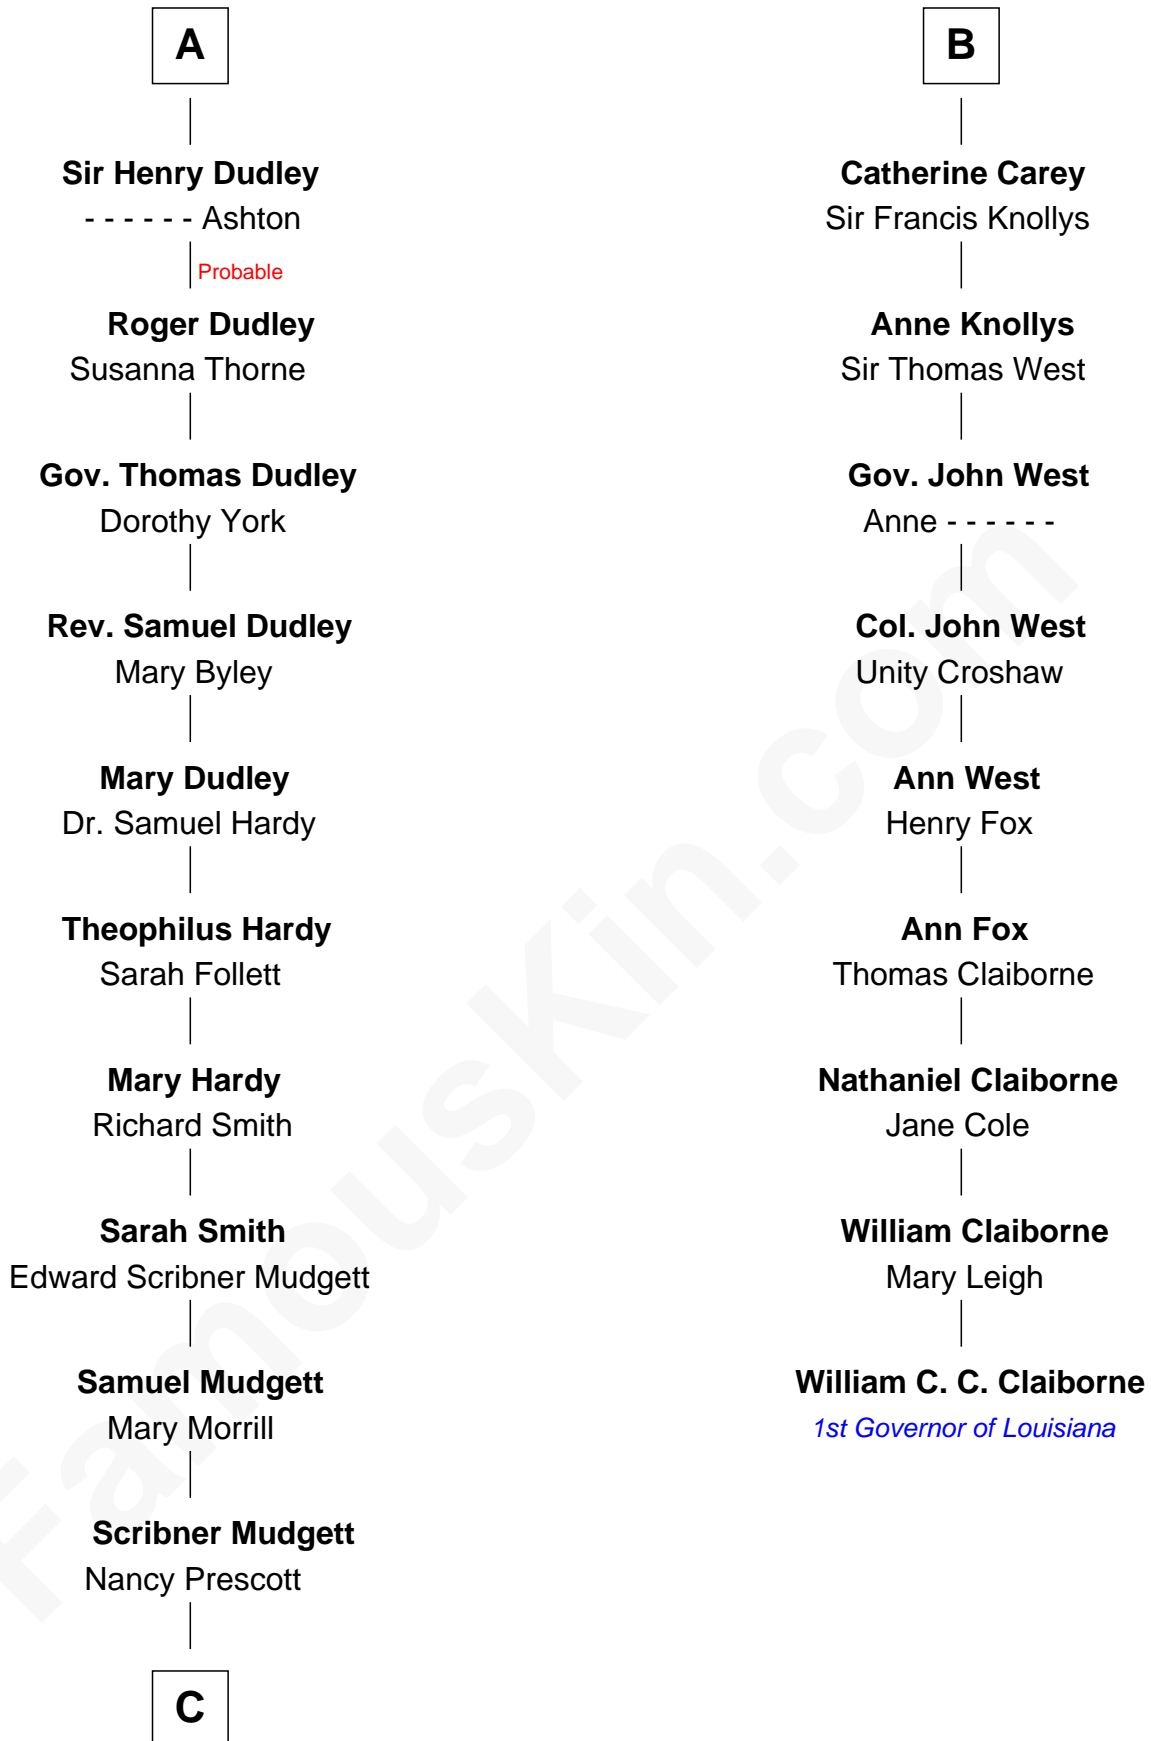 A
Sir Henry Dudley
- - - - - - Ashton
Probable
Roger Dudley
Susanna Thorne
Gov. Thomas Dudley
Dorothy York
Rev. Samuel Dudley
Mary Byley
Mary Dudley
Dr. Samuel Hardy
Theophilus Hardy
Sarah Follett
Mary Hardy
Richard Smith
Sarah Smith
Edward Scribner Mudgett
Samuel Mudgett
Mary Morrill
Scribner Mudgett
Nancy Prescott
C
B
Catherine Carey
Sir Francis Knollys
Anne Knollys
Sir Thomas West
Gov. John West
Anne - - - - - -
Col. John West
Unity Croshaw
Ann West
Henry Fox
Ann Fox
Thomas Claiborne
Nathaniel Claiborne
Jane Cole
William Claiborne
Mary Leigh
William C. C. Claiborne
1st Governor of Louisiana
FamousKin.com